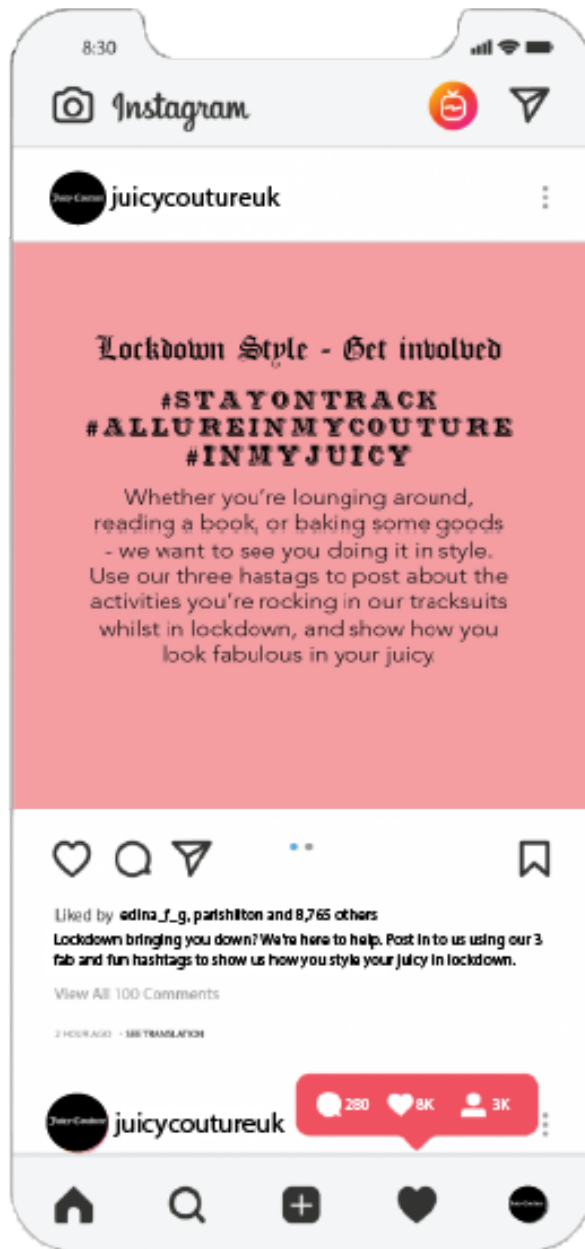 8:30
Instagram
Juicy Couture
juicycoutureuk
Lockdown Style - Get involved
#STAYONTRACK
#ALLUREINMYCOUTURE
#INMYJUICY
Whether you're lounging around,
reading a book, or baking some goods
- we want to see you doing it in style.
Use our three hastags to post about the
activities you're rocking in our tracksuits
whilst in lockdown, and show how you
look fabulous in your juicy
Liked by edina_f_g, parishilton and 8,765 others
Lockdown bringing you down? We're here to help. Post in to us using our 3
fab and fun hashtags to show us how you style your juicy in lockdown.
View All 100 Comments
2 HOUR AGO - SEE TRANSLATION
280 8K 3K
Juicy Couture
juicycoutureuk